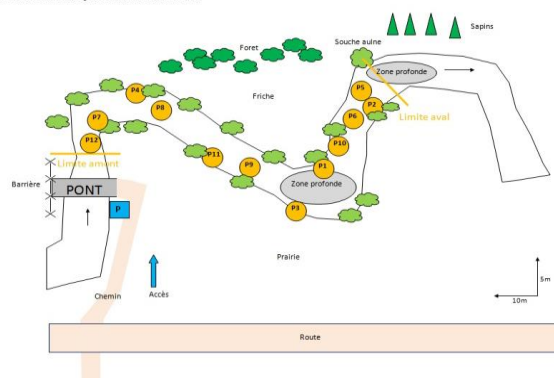 Souche aulne
Sapins
Foret
Zone profonde
P4
P5
Friche
P8
P2
P7
P6
Limite aval
P12
P10
Limite amont
P11
P9
P1
Barrière
PONT
Zone profonde
P
P3
Prairie
5m
Chemin
Accès
10m
Route